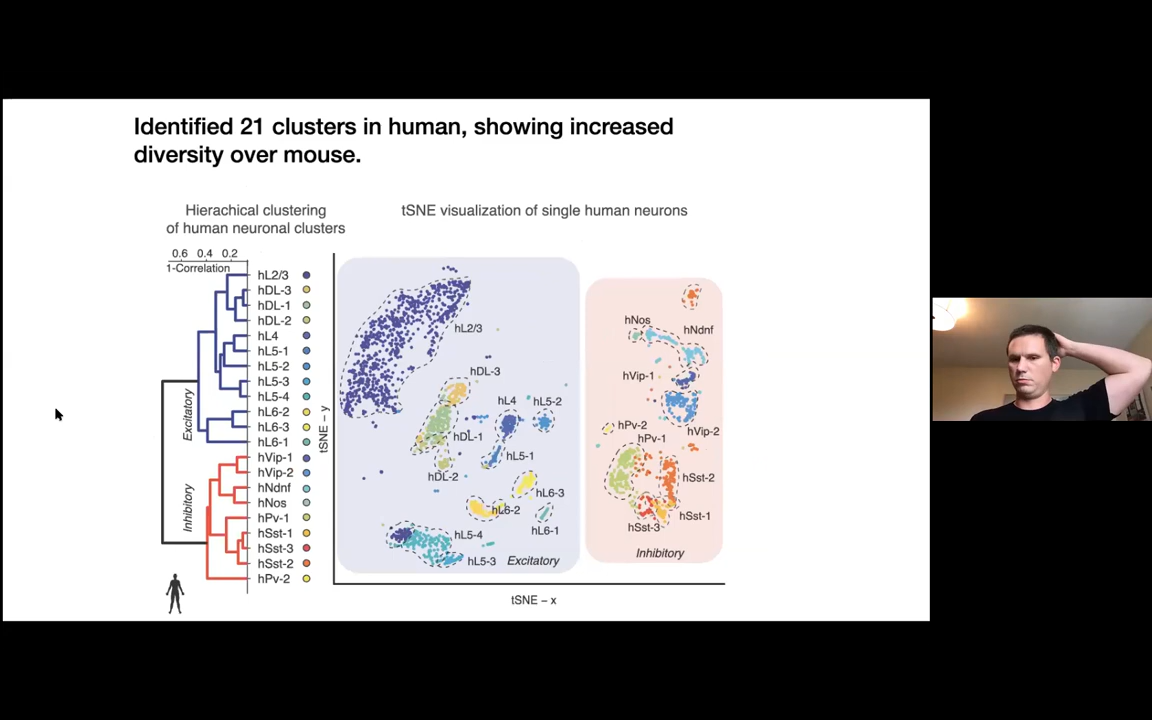 Identified 21 clusters in human, showing increased
diversity over mouse.
Hierachical clustering
of human neuronal clusters
tSNE visualization of single human neurons
0.6 0.4 0.2
1-Correlation
hL2/3
hDL-3
hDL-1
hDL-2
hL4
hL5-1
hL5-2
hL5-3
hL5-4
hL6-2
hL6-3
hL6-1
hVip-1
hVip-2
hNdnf
hNos
hPv-1
hSst-1
hSst-3
hSst-2
hPv-2
Excitatory
Inhibitory
tSNE – y
hL2/3
hDL-3
hL4
hL5-2
hDL-1
hL5-1
hDL-2
hL6-3
hL6-2
hL6-1
hL5-4
hL5-3
Excitatory
hNos
hNdnf
hVip-1
hVip-2
hPv-2
hPv-1
hSst-2
hSst-1
hSst-3
Inhibitory
tSNE – x